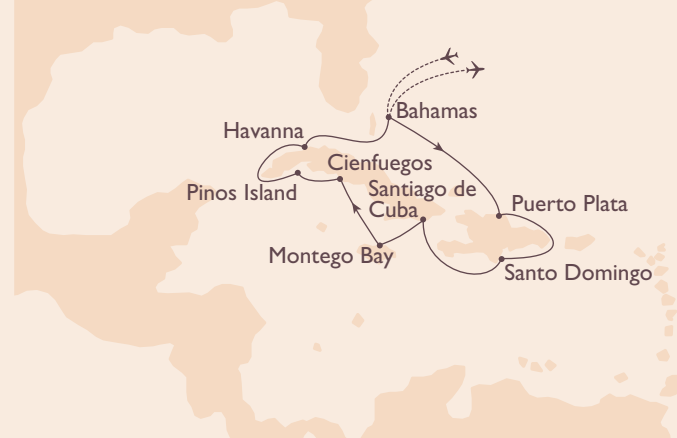 Bahamas
Havanna
Cienfuegos
Pinos Island
Santiago de
Cuba
Puerto Plata
Montego Bay
Santo Domingo